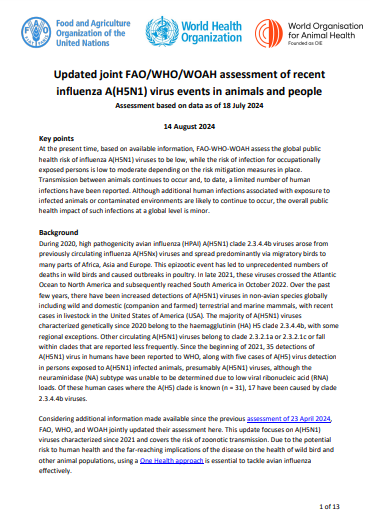 Food and Agriculture
Organization of the
United Nations
World Health
Organization
World Organisation
for Animal Health
Founded as OIE
Updated joint FAO/WHO/WOAH assessment of recent
influenza A(H5N1) virus events in animals and people
Assessment based on data as of 18 July 2024
14 August 2024
Key points
At the present time, based on available information, FAO-WHO-WOAH assess the global public
health risk of influenza A(H5N1) viruses to be low, while the risk of infection for occupationally
exposed persons is low to moderate depending on the risk mitigation measures in place.
Transmission between animals continues to occur and, to date, a limited number of human
infections have been reported. Although additional human infections associated with exposure to
infected animals or contaminated environments are likely to continue to occur, the overall public
health impact of such infections at a global level is minor.
Background
During 2020, high pathogenicity avian influenza (HPAI) A(H5N1) clade 2.3.4.4b viruses arose from
previously circulating influenza A(H5Nx) viruses and spread predominantly via migratory birds to
many parts of Africa, Asia and Europe. This epizootic event has led to unprecedented numbers of
deaths in wild birds and caused outbreaks in poultry. In late 2021, these viruses crossed the Atlantic
Ocean to North America and subsequently reached South America in October 2022. Over the past
few years, there have been increased detections of A(H5N1) viruses in non-avian species globally
including wild and domestic (companion and farmed) terrestrial and marine mammals, with recent
cases in livestock in the United States of America (USA). The majority of A(H5N1) viruses
characterized genetically since 2020 belong to the haemagglutinin (HA) H5 clade 2.3.4.4b, with some
regional exceptions. Other circulating A(H5N1) viruses belong to clade 2.3.2.1a or 2.3.2.1c or fall
within clades that are reported less frequently. Since the beginning of 2021, 35 detections of
A(H5N1) virus in humans have been reported to WHO, along with five cases of A(H5) virus detection
in persons exposed to A(H5N1) infected animals, presumably A(H5N1) viruses, although the
neuraminidase (NA) subtype was unable to be determined due to low viral ribonucleic acid (RNA)
loads. Of these human cases where the A(H5) clade is known (n = 31), 17 have been caused by clade
2.3.4.4b viruses.
Considering additional information made available since the previous assessment of 23 April 2024,
FAO, WHO, and WOAH jointly updated their assessment here. This update focuses on A(H5N1)
viruses characterized since 2021 and covers the risk of zoonotic transmission. Due to the potential
risk to human health and the far-reaching implications of the disease on the health of wild bird and
other animal populations, using a One Health approach is essential to tackle avian influenza
effectively.
1 of 13